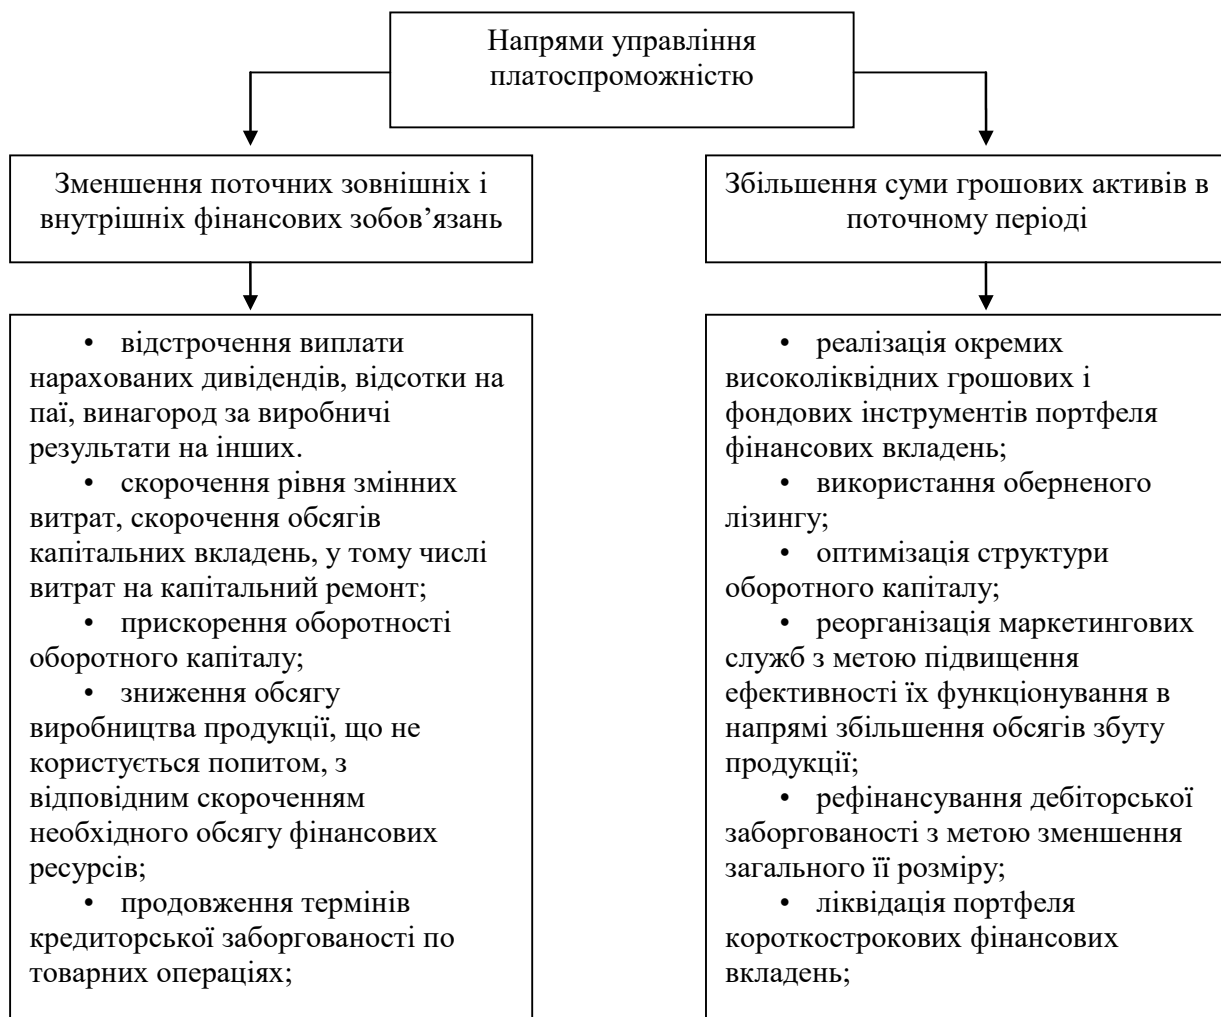 Напрями управління
платоспроможністю
Зменшення поточних зовнішніх і
внутрішніх фінансових зобов’язань
Збільшення суми грошових активів в
поточному періоді
• відстрочення виплати
нарахованих дивідендів, відсотки на
паї, винагород за виробничі
результати на інших.
• скорочення рівня змінних
витрат, скорочення обсягів
капітальних вкладень, у тому числі
витрат на капітальний ремонт;
• прискорення оборотності
оборотного капіталу;
• зниження обсягу
виробництва продукції, що не
користується попитом, з
відповідним скороченням
необхідного обсягу фінансових
ресурсів;
• продовження термінів
кредиторської заборгованості по
товарних операціях;
• реалізація окремих
високоліквідних грошових і
фондових інструментів портфеля
фінансових вкладень;
• використання оберненого
лізингу;
• оптимізація структури
оборотного капіталу;
• реорганізація маркетингових
служб з метою підвищення
ефективності їх функціонування в
напрямі збільшення обсягів збуту
продукції;
• рефінансування дебіторської
заборгованості з метою зменшення
загального її розміру;
• ліквідація портфеля
короткострокових фінансових
вкладень;